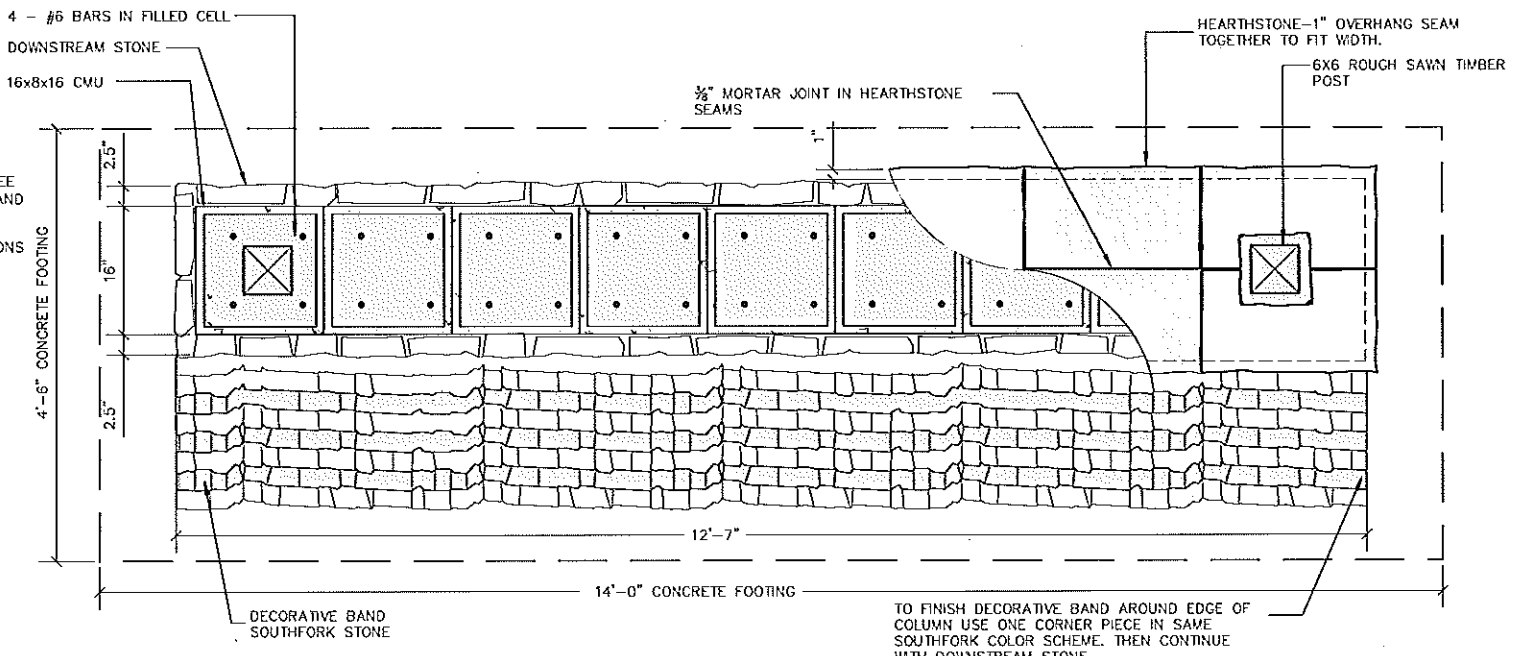 4 - #6 BARS IN FILLED CELL
DOWNSTREAM STONE
16x8x16 CMU
HEARTHSTONE-1" OVERHANG SEAM
TOGETHER TO FIT WIDTH.
6X6 ROUGH SAWN TIMBER
POST
⅜" MORTAR JOINT IN HEARTHSTONE
SEAMS
1"
2.5"
16"
2.5"
4'-6" CONCRETE FOOTING
12'-7"
14'-0" CONCRETE FOOTING
DECORATIVE BAND
SOUTHFORK STONE
TO FINISH DECORATIVE BAND AROUND EDGE OF
COLUMN USE ONE CORNER PIECE IN SAME
SOUTHFORK COLOR SCHEME. THEN CONTINUE
WITH DOWNSTREAM STONE